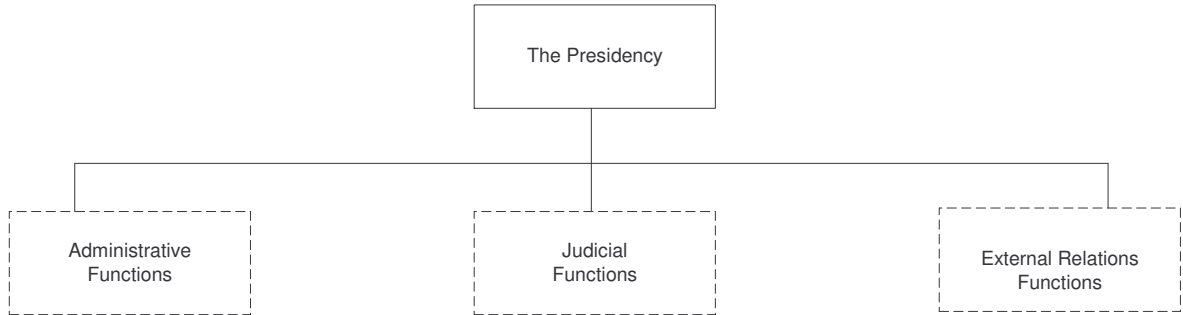 The Presidency
Administrative
Functions
Judicial
Functions
External Relations
Functions